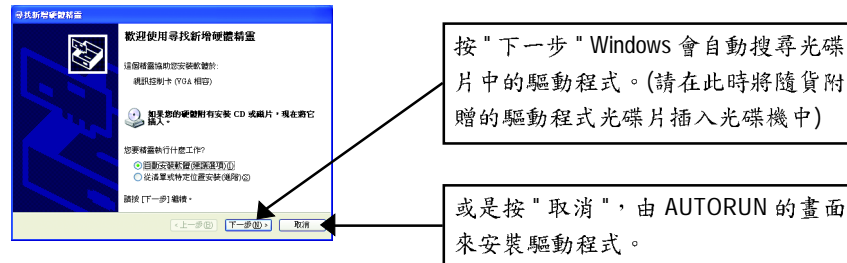 尋找新增硬體精靈
歡迎使用尋找新增硬體精靈
這個精靈協助您安裝軟體於:
視訊控制卡 (VGA 相容)
如果您的硬體附有安裝 CD 或磁片，現在將它
插入。
您要精靈執行什麼工作?
自動安裝軟體(建議選項)(I)
從清單或特定位置安裝(進階)(S)
請按 [下一步] 繼續。
<上一步(B)
下一步(N)>
取消
按 " 下一步 " Windows 會自動搜尋光碟
片中的驅動程式。(請在此時將隨貨附
贈的驅動程式光碟片插入光碟機中)
或是按 " 取消 "，由 AUTORUN 的畫面
來安裝驅動程式。